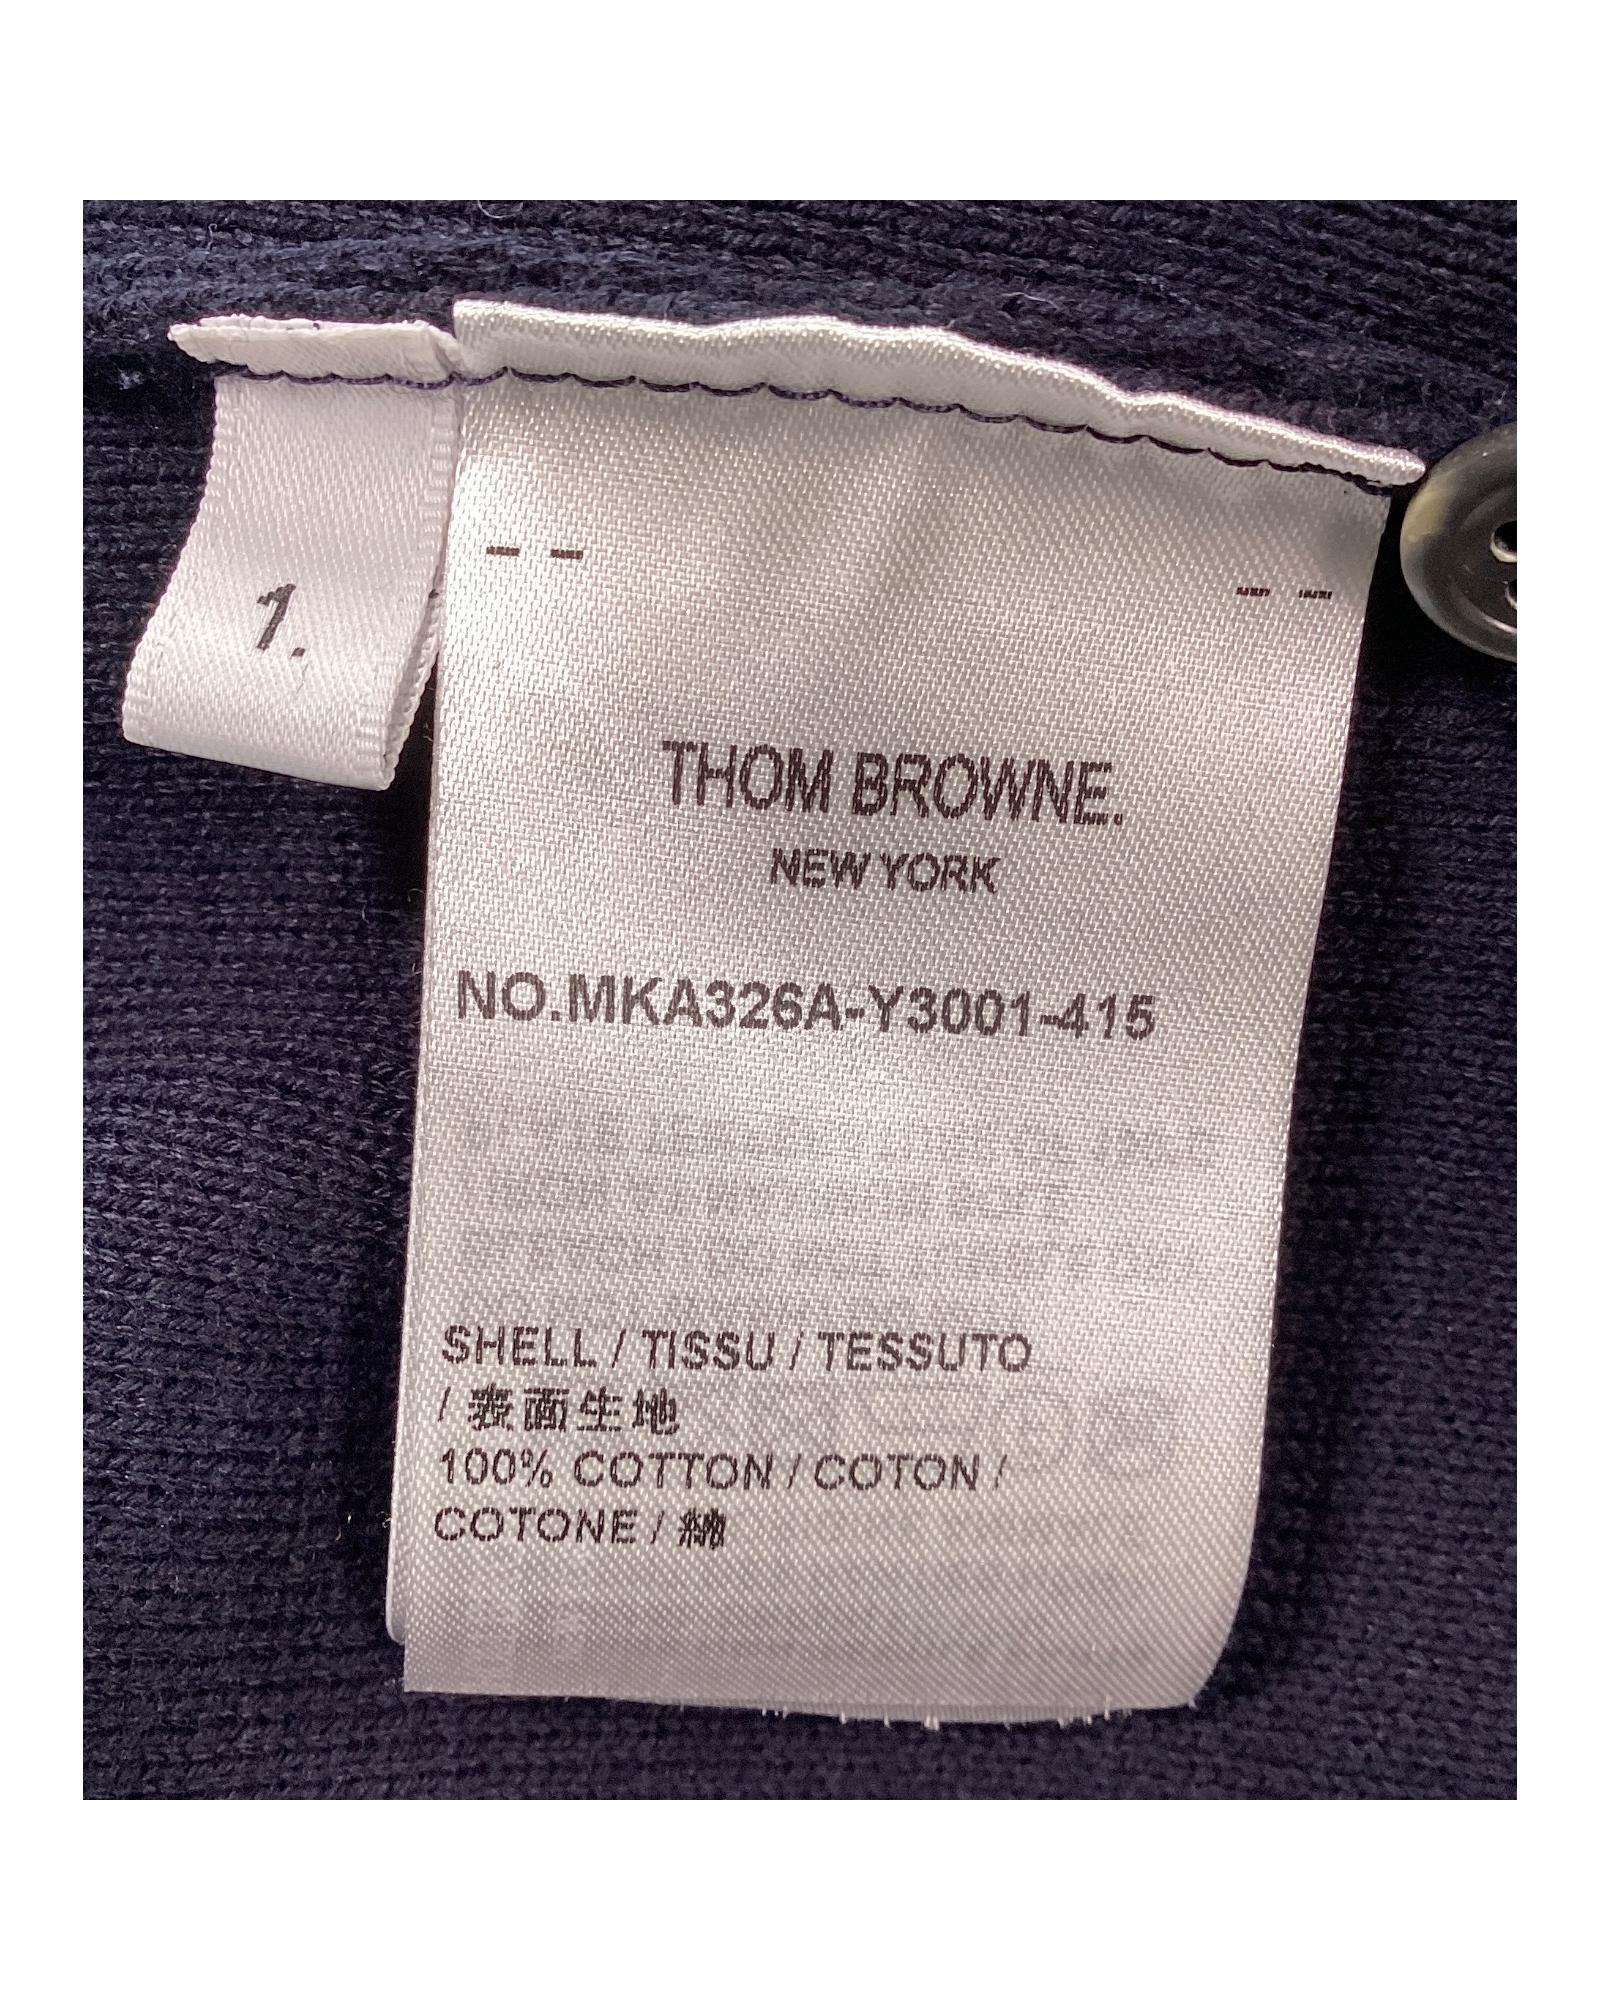 1.
THOM BROWNE.
NEW YORK
NO.MKA326A-Y3001-415
SHELL / TISSU / TESSUTO
/ 表面生地
100% COTTON / COTON /
COTONE / 綿